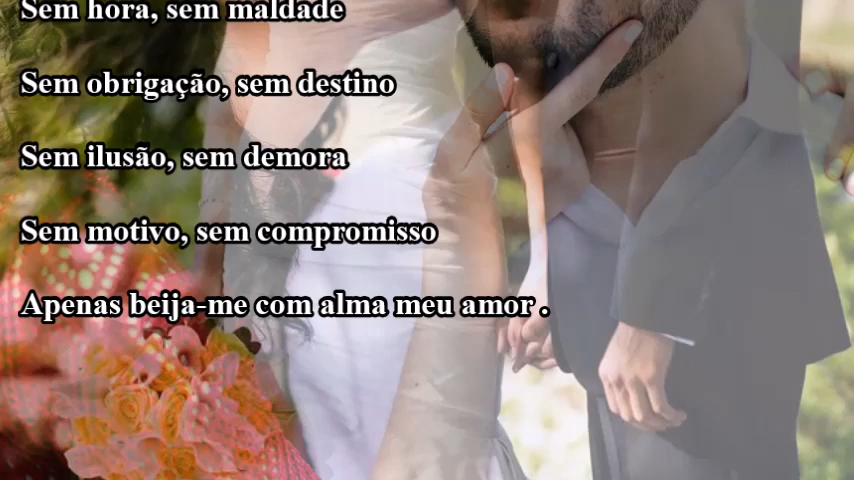 Sem hora, sem maldade
Sem obrigação, sem destino
Sem ilusão, sem demora
Sem motivo, sem compromisso
Apenas beija-me com alma meu amor .